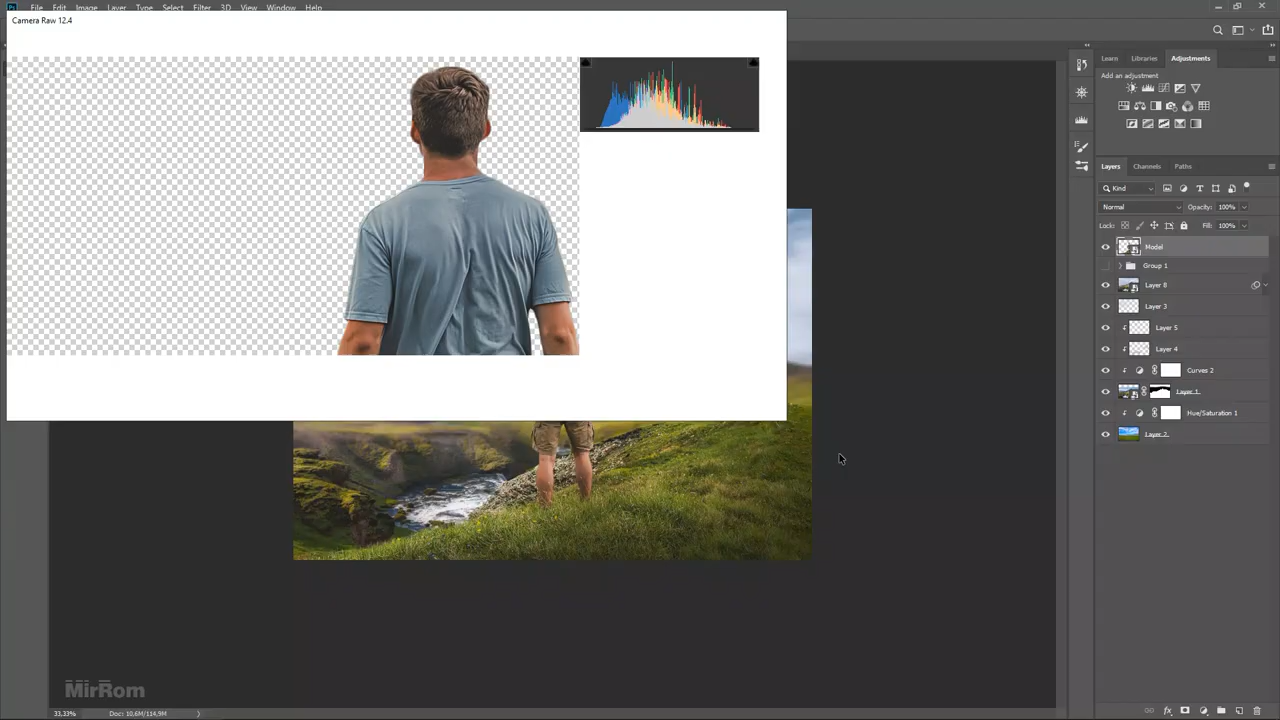 Ps File Edit Image Layer Type Select Filter 3D View Window Help
Camera Raw 12.4
Learn Libraries Adjustments
Add an adjustment
Layers Channels Paths
Kind
Normal Opacity: 100%
Lock: Fill: 100%
Model
Group 1
Layer 8
Layer 3
Layer 5
Layer 4
Curves 2
Layer 1
Hue/Saturation 1
Layer 2
MirRom
33,33% Doc: 10,6M/114,9M